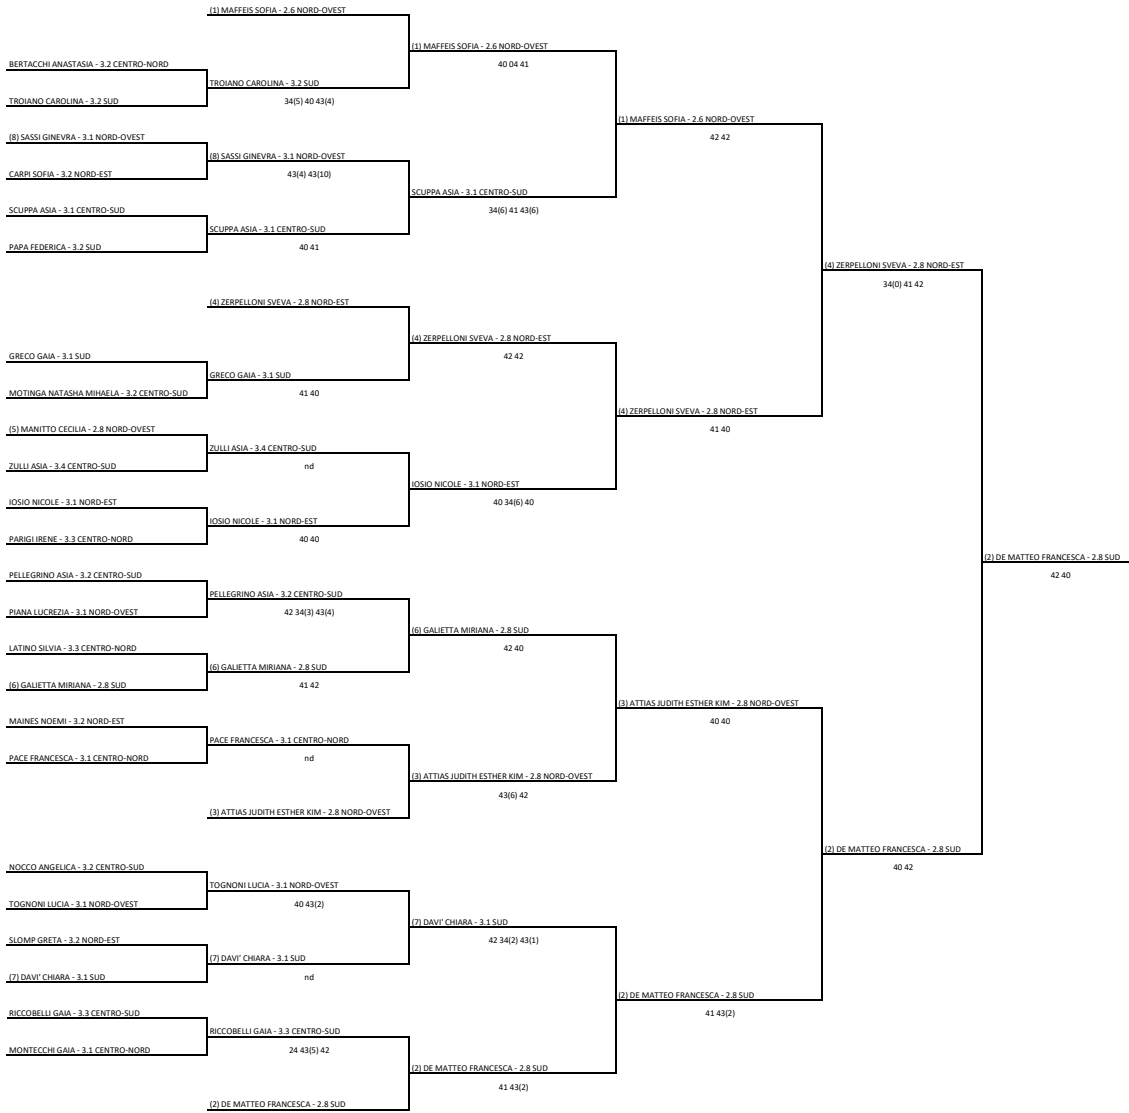 (1) MAFFEIS SOFIA - 2.6 NORD-OVEST
(1) MAFFEIS SOFIA - 2.6 NORD-OVEST
BERTACCHI ANASTASIA - 3.2 CENTRO-NORD
40 04 41
TROIANO CAROLINA - 3.2 SUD
TROIANO CAROLINA - 3.2 SUD
34(5) 40 43(4)
(1) MAFFEIS SOFIA - 2.6 NORD-OVEST
(8) SASSI GINEVRA - 3.1 NORD-OVEST
42 42
(8) SASSI GINEVRA - 3.1 NORD-OVEST
CARPI SOFIA - 3.2 NORD-EST
43(4) 43(10)
SCUPPA ASIA - 3.1 CENTRO-SUD
SCUPPA ASIA - 3.1 CENTRO-SUD
34(6) 41 43(6)
SCUPPA ASIA - 3.1 CENTRO-SUD
PAPA FEDERICA - 3.2 SUD
40 41
(4) ZERPELLONI SVEVA - 2.8 NORD-EST
34(0) 41 42
(4) ZERPELLONI SVEVA - 2.8 NORD-EST
(4) ZERPELLONI SVEVA - 2.8 NORD-EST
GRECO GAIA - 3.1 SUD
42 42
GRECO GAIA - 3.1 SUD
MOTINGA NATASHA MIHAELA - 3.2 CENTRO-SUD
41 40
(4) ZERPELLONI SVEVA - 2.8 NORD-EST
(5) MANITTO CECILIA - 2.8 NORD-OVEST
41 40
ZULLI ASIA - 3.4 CENTRO-SUD
ZULLI ASIA - 3.4 CENTRO-SUD
nd
IOSIO NICOLE - 3.1 NORD-EST
IOSIO NICOLE - 3.1 NORD-EST
40 34(6) 40
IOSIO NICOLE - 3.1 NORD-EST
PARIGI IRENE - 3.3 CENTRO-NORD
40 40
(2) DE MATTEO FRANCESCA - 2.8 SUD
PELLEGRINO ASIA - 3.2 CENTRO-SUD
42 40
PELLEGRINO ASIA - 3.2 CENTRO-SUD
PIANA LUCREZIA - 3.1 NORD-OVEST
42 34(3) 43(4)
(6) GALIETTA MIRIANA - 2.8 SUD
LATINO SILVIA - 3.3 CENTRO-NORD
42 40
(6) GALIETTA MIRIANA - 2.8 SUD
(6) GALIETTA MIRIANA - 2.8 SUD
41 42
(3) ATTIAS JUDITH ESTHER KIM - 2.8 NORD-OVEST
MAINES NOEMI - 3.2 NORD-EST
40 40
PACE FRANCESCA - 3.1 CENTRO-NORD
PACE FRANCESCA - 3.1 CENTRO-NORD
nd
(3) ATTIAS JUDITH ESTHER KIM - 2.8 NORD-OVEST
43(6) 42
(3) ATTIAS JUDITH ESTHER KIM - 2.8 NORD-OVEST
(2) DE MATTEO FRANCESCA - 2.8 SUD
NOCCO ANGELICA - 3.2 CENTRO-SUD
40 42
TOGNONI LUCIA - 3.1 NORD-OVEST
TOGNONI LUCIA - 3.1 NORD-OVEST
40 43(2)
(7) DAVI' CHIARA - 3.1 SUD
SLOMP GRETA - 3.2 NORD-EST
42 34(2) 43(1)
(7) DAVI' CHIARA - 3.1 SUD
(7) DAVI' CHIARA - 3.1 SUD
nd
(2) DE MATTEO FRANCESCA - 2.8 SUD
RICCOBELLI GAIA - 3.3 CENTRO-SUD
41 43(2)
RICCOBELLI GAIA - 3.3 CENTRO-SUD
MONTECCHI GAIA - 3.1 CENTRO-NORD
24 43(5) 42
(2) DE MATTEO FRANCESCA - 2.8 SUD
41 43(2)
(2) DE MATTEO FRANCESCA - 2.8 SUD